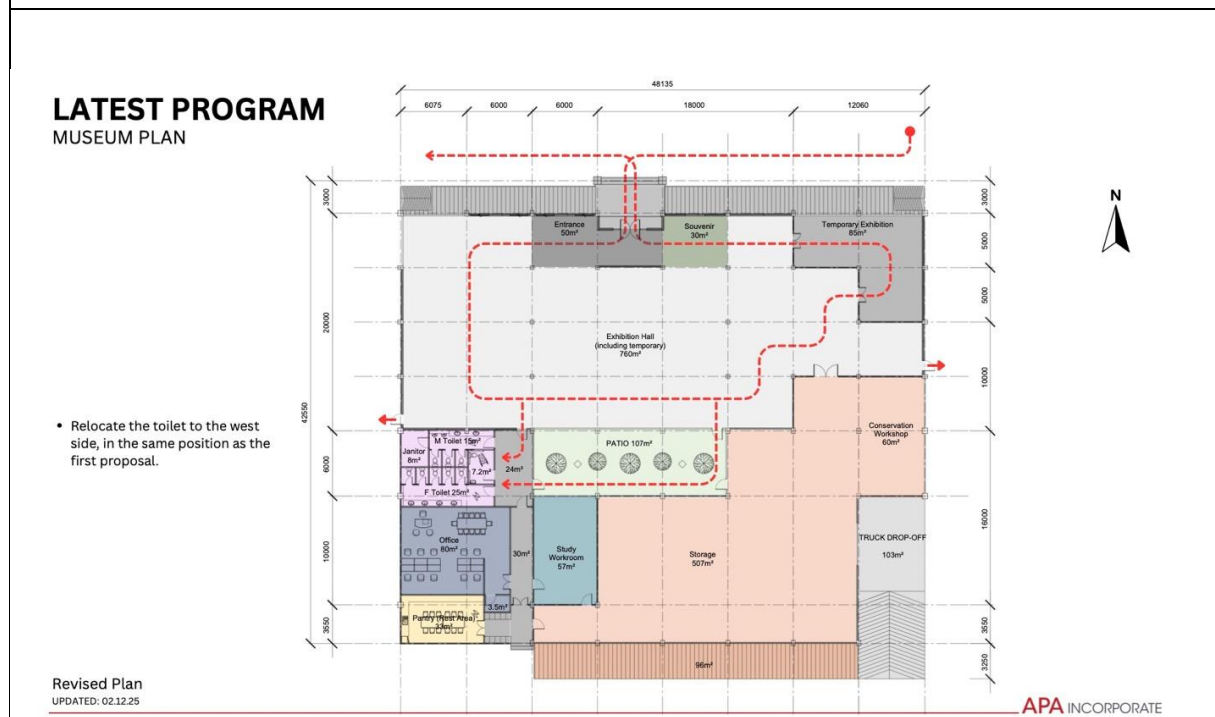 LATEST PROGRAM
MUSEUM PLAN
48135
6075
6000
6000
18000
12060
3000
3000
N
Entrance
50m²
Souvenir
30m²
Temporary Exhibition
85m²
5000
5000
20000
Exhibition Hall
(including temporary)
760m²
10000
42550
• Relocate the toilet to the west
side, in the same position as the
first proposal.
M Toilet 15m²
Janitor
8m²
7.2m²
24m²
F Toilet 25m²
PATIO 107m²
Conservation
Workshop
60m²
6000
16000
Office
80m²
30m²
Study
Workroom
57m²
Storage
507m²
TRUCK DROP-OFF
103m²
10000
3.5m²
Pantry (Rest Area)
33m²
3550
3550
96m²
3250
Revised Plan
UPDATED: 02.12.25
APA INCORPORATE